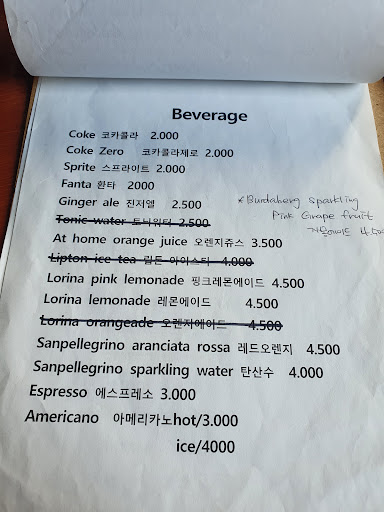 Beverage
Coke 코카콜라 2.000
Coke Zero 코카콜라제로 2.000
Sprite 스프라이트 2.000
Fanta 환타 2000
Ginger ale 진저엘 2.500
Tonic water 토닉워터 2.500
At home orange juice 오렌지쥬스 3.500
Lipton ice tea 립톤 아이스티 4.000
Lorina pink lemonade 핑크레몬에이드 4.500
Lorina lemonade 레몬에이드 4.500
Lorina orangeade 오렌지에이드 4.500
Sanpellegrino aranciata rossa 레드오렌지 4.500
Sanpellegrino sparkling water 탄산수 4.000
Espresso 에스프레소 3.000
Americano 아메리카노hot/3.000
ice/4000
* Burdaberg sparkling
Pink Grape fruit